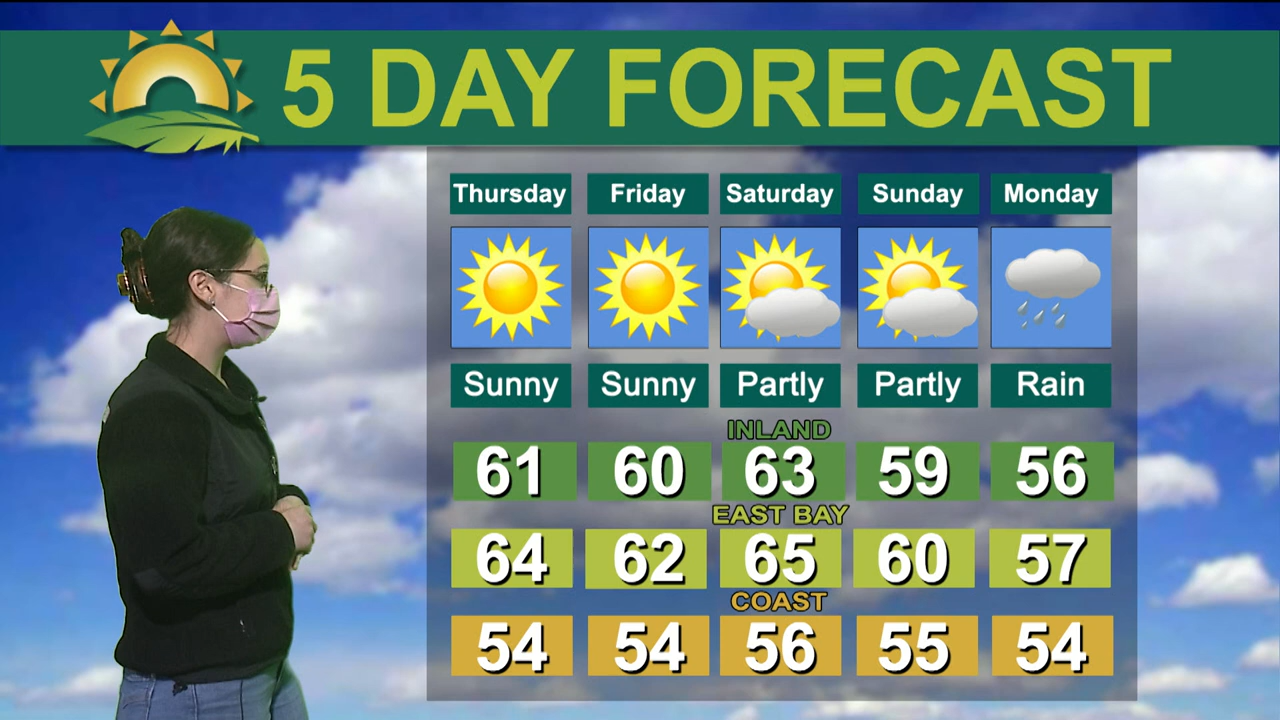 5 DAY FORECAST
Thursday Friday Saturday Sunday Monday
Sunny Sunny Partly Partly Rain
INLAND
61 60 63 59 56
EAST BAY
64 62 65 60 57
COAST
54 54 56 55 54